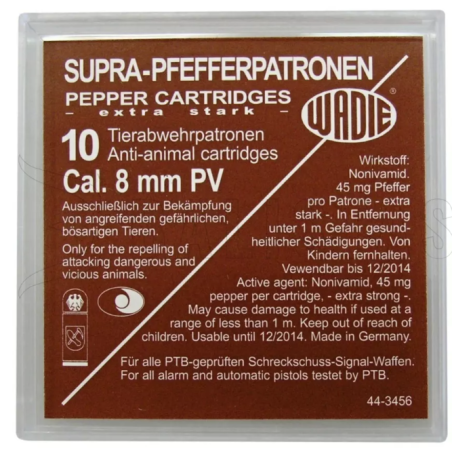 SUPRA-PFEFFERPATRONEN
PEPPER CARTRIDGES
- extra stark -
WADIE
10 Tierabwehrpatronen
Anti-animal cartridges
Cal. 8 mm PV
Ausschließlich zur Bekämpfung
von angreifenden gefährlichen,
bösartigen Tieren.
Only for the repelling of
attacking dangerous and
vicious animals.
Wirkstoff:
Nonivamid.
45 mg Pfeffer
pro Patrone - extra
stark -. In Entfernung
unter 1 m Gefahr gesund-
heitlicher Schädigungen. Von
Kindern fernhalten.
Vewendbar bis 12/2014
Active agent: Nonivamid, 45 mg
pepper per cartridge, - extra strong -.
May cause damage to health if used at a
range of less than 1 m. Keep out of reach of
children. Usable until 12/2014. Made in Germany.
Für alle PTB-geprüften Schreckschuss-Signal-Waffen.
For all alarm and automatic pistols testet by PTB.
44-3456